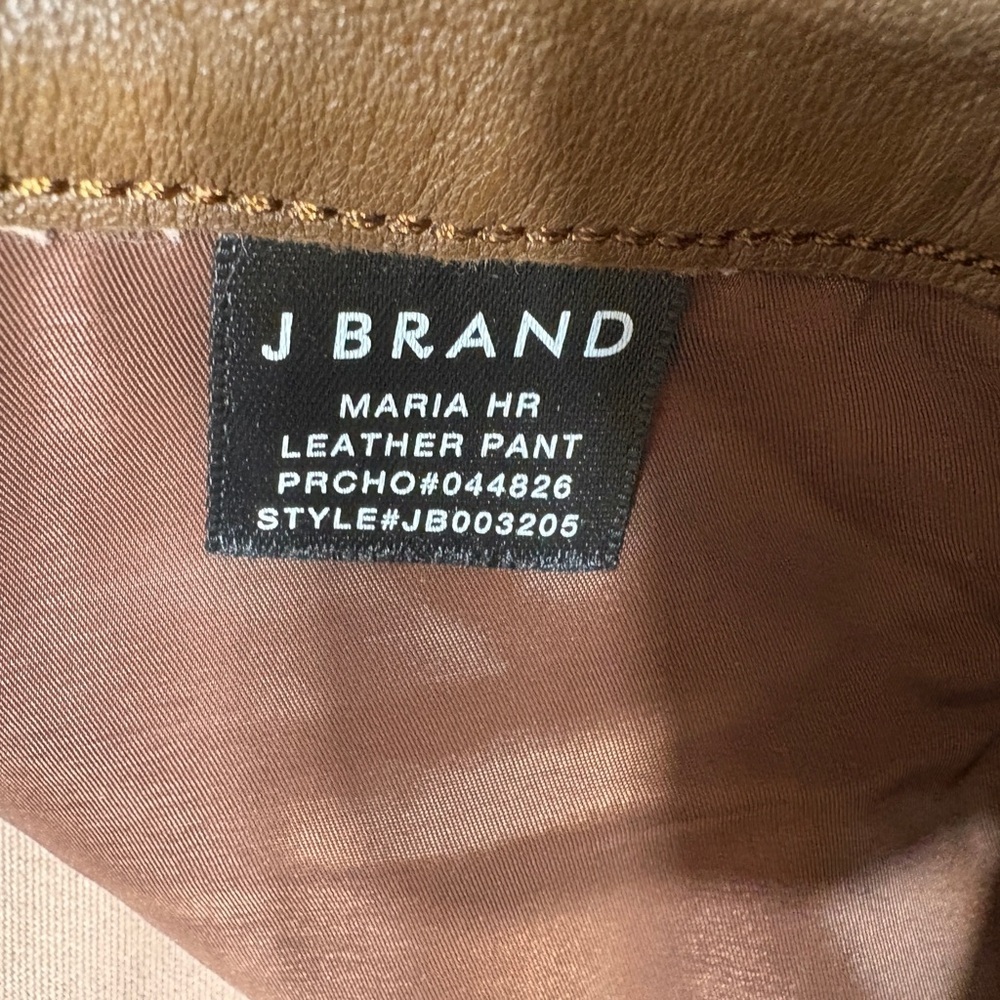 J BRAND
MARIA HR
LEATHER PANT
PRCHO#044826
STYLE#JB003205